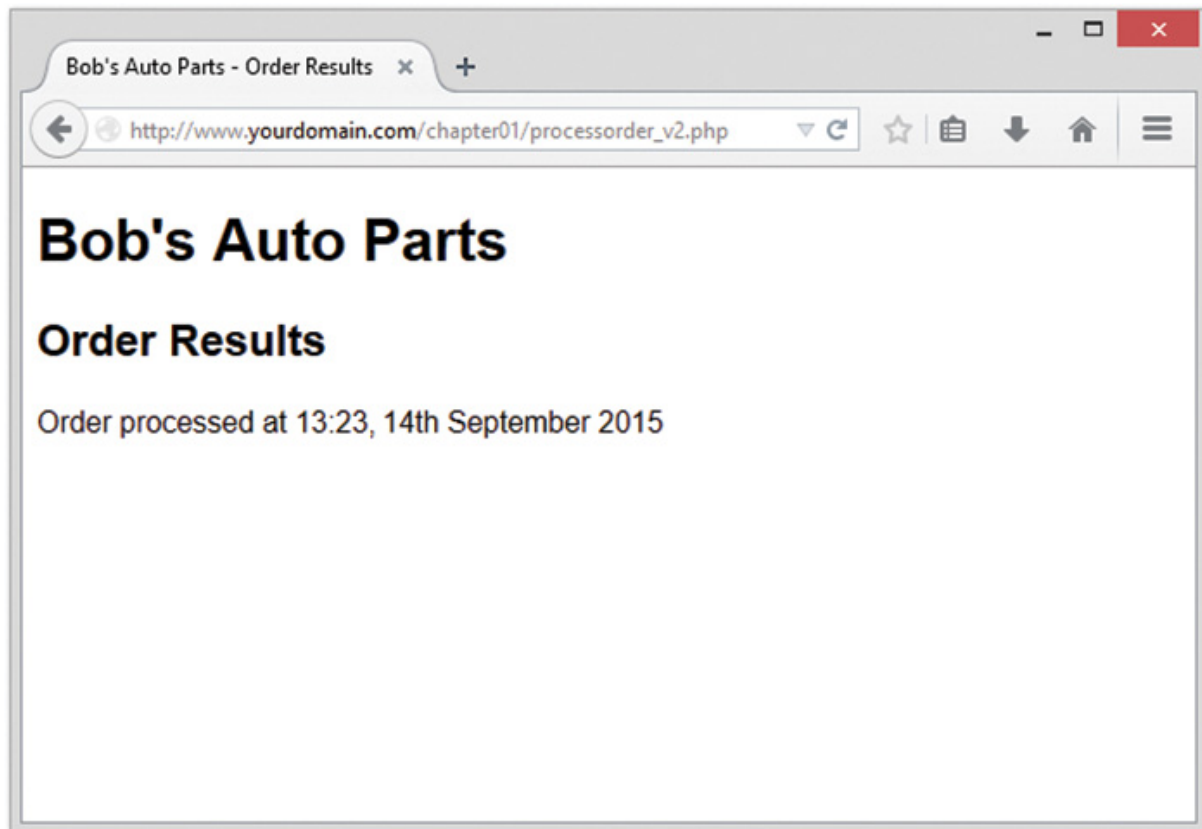 Bob's Auto Parts - Order Results
http://www.yourdomain.com/chapter01/processorder_v2.php
Bob's Auto Parts
Order Results
Order processed at 13:23, 14th September 2015